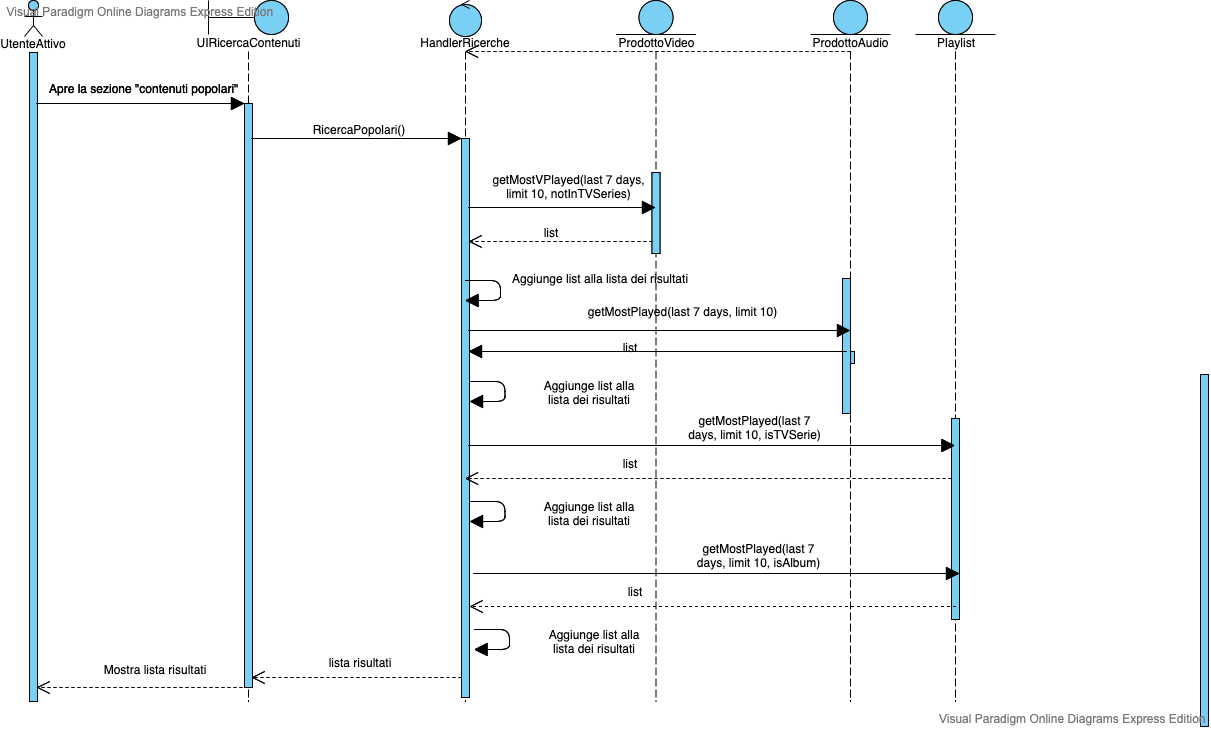 Visual Paradigm Online Diagrams Express Edition
UtenteAttivo
UIRicercaContenuti
HandlerRicerche
ProdottoVideo
ProdottoAudio
Playlist
Apre la sezione "contenuti popolari"
RicercaPopolari()
getMostVPlayed(last 7 days,
limit 10, notInTVSeries)
list
Aggiunge list alla lista dei risultati
getMostPlayed(last 7 days, limit 10)
list
Aggiunge list alla
lista dei risultati
getMostPlayed(last 7
days, limit 10, isTVSerie)
list
Aggiunge list alla
lista dei risultati
getMostPlayed(last 7
days, limit 10, isAlbum)
list
Aggiunge list alla
lista dei risultati
lista risultati
Mostra lista risultati
Visual Paradigm Online Diagrams Express Edition